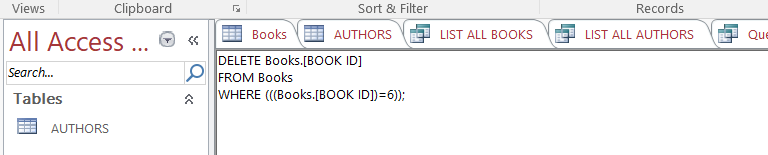 Views
Clipboard
Sort & Filter
Records
All Access ...
Books
AUTHORS
LIST ALL BOOKS
LIST ALL AUTHORS
Que
Search...
DELETE Books.[BOOK ID]
FROM Books
WHERE (((Books.[BOOK ID])=6));
Tables
AUTHORS